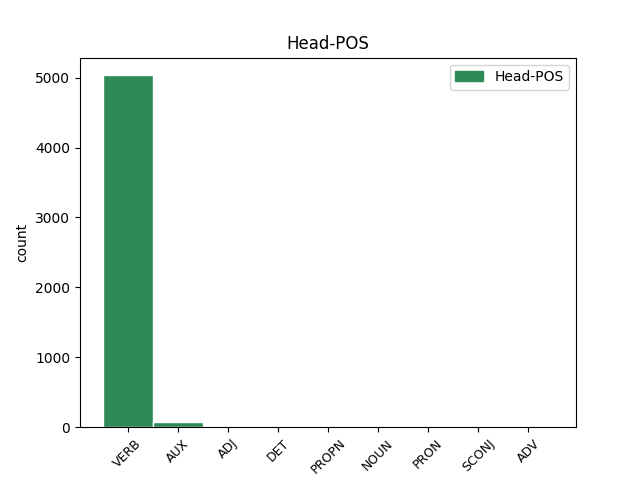 Head-POS
Head-POS
count
5000
4000
3000
2000
1000
0
VERB
AUX
ADJ
DET
PROPN
NOUN
PRON
SCONJ
ADV